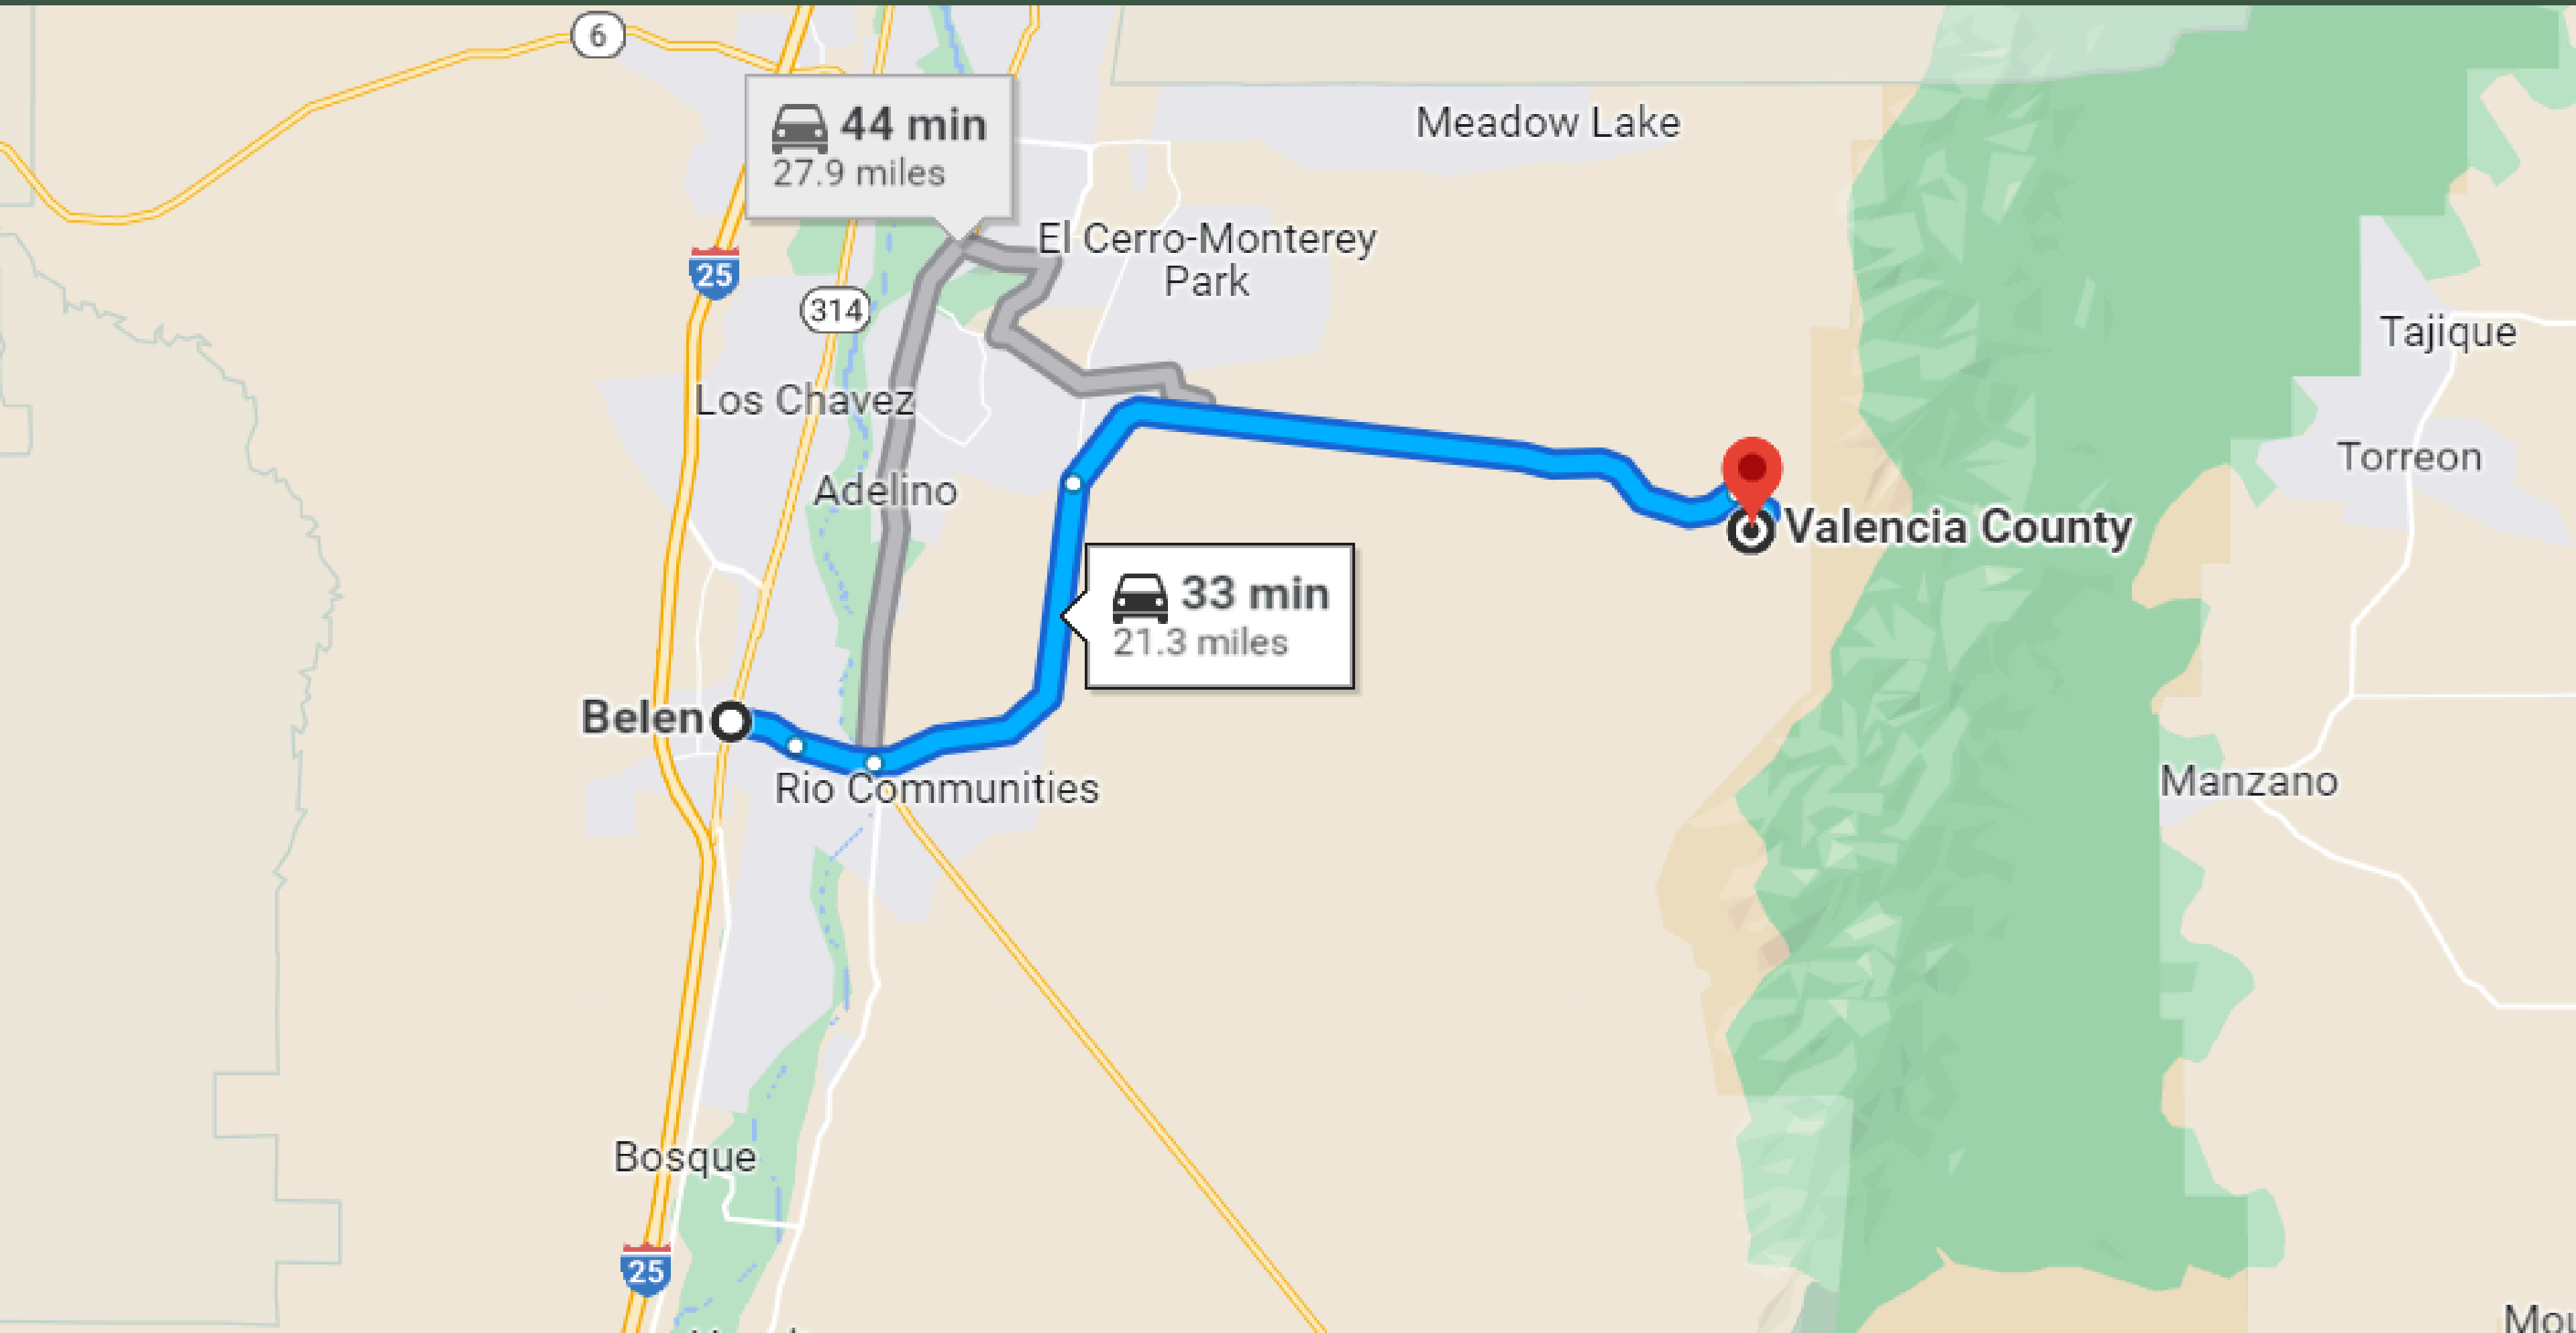 6
44 min
27.9 miles
Meadow Lake
El Cerro-Monterey
Park
25
314
Tajique
Los Chavez
Torreon
Adelino
Valencia County
33 min
21.3 miles
Belen
Rio Communities
Manzano
Bosque
25